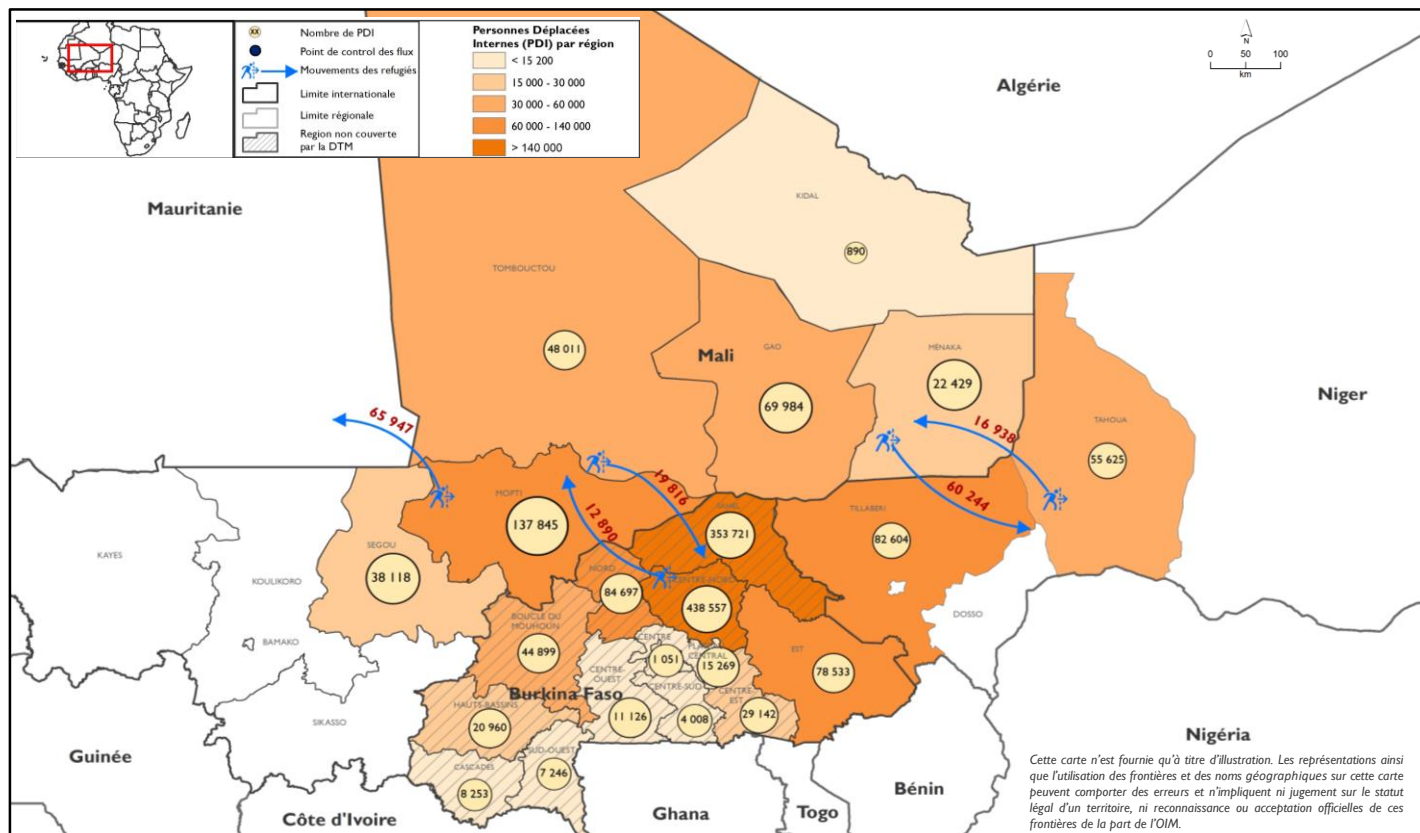 XX
Nombre de PDI
Point de control des flux
Mouvements des refugiés
Limite internationale
Limite régionale
Region non couverte
par la DTM
Personnes Déplacées
Internes (PDI) par région
< 15 200
15 000 - 30 000
30 000 - 60 000
60 000 - 140 000
> 140 000
N
0 50 100
km
Algérie
Mauritanie
KIDAL
890
TOMBOUCTOU
48 011
Mali
GAO
69 984
MÉNAKA
22 429
Niger
TAHOUA
55 625
65 947
16 938
60 244
19 816
12 890
MOPTI
137 845
SAHEL
353 721
TILLABERI
82 604
KAYES
KOULIKORO
SEGOU
38 118
NORD
84 697
CENTRE-NORD
438 557
DOSSO
BAMAKO
BOUCLE DU
MOUHOUN
44 899
CENTRE
1 051
PLATEAU
CENTRAL
15 269
EST
78 533
CENTRE-
OUEST
11 126
CENTRE-SUD
4 008
CENTRE-
EST
29 142
Burkina Faso
HAUTS-BASSINS
20 960
SIKASSO
SUD-OUEST
7 246
CASCADES
8 253
Guinée
Côte d'Ivoire
Ghana
Togo
Bénin
Nigéria
Cette carte n'est fournie qu'à titre d'illustration. Les représentations ainsi
que l'utilisation des frontières et des noms géographiques sur cette carte
peuvent comporter des erreurs et n'impliquent ni jugement sur le statut
légal d'un territoire, ni reconnaissance ou acceptation officielles de ces
frontières de la part de l'OIM.